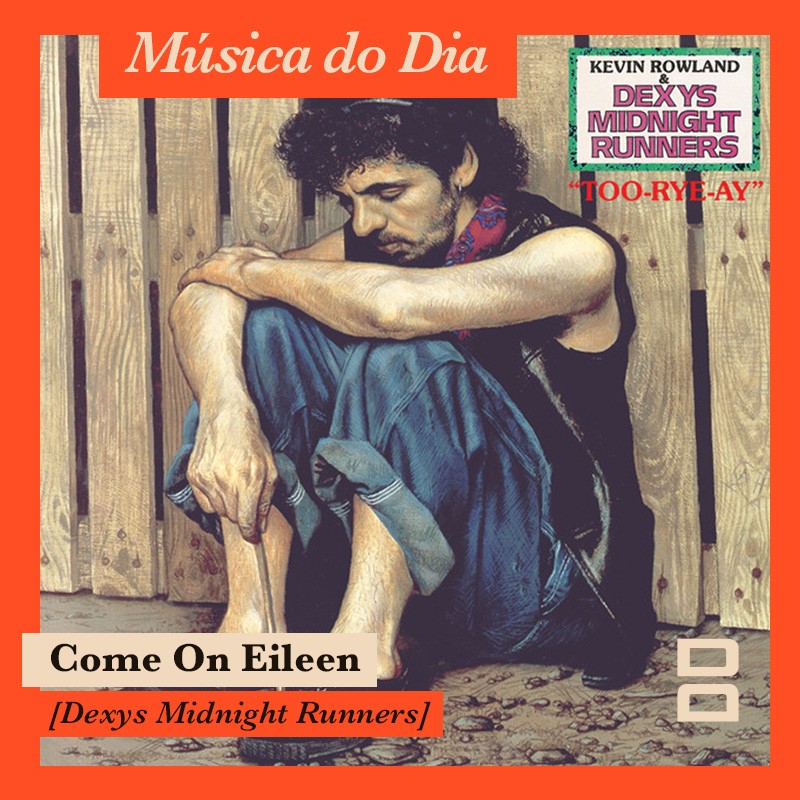 Música do Dia
KEVIN ROWLAND
&
DEXYS
MIDNIGHT
RUNNERS
"TOO-RYE-AY"
Come On Eileen
[Dexys Midnight Runners]